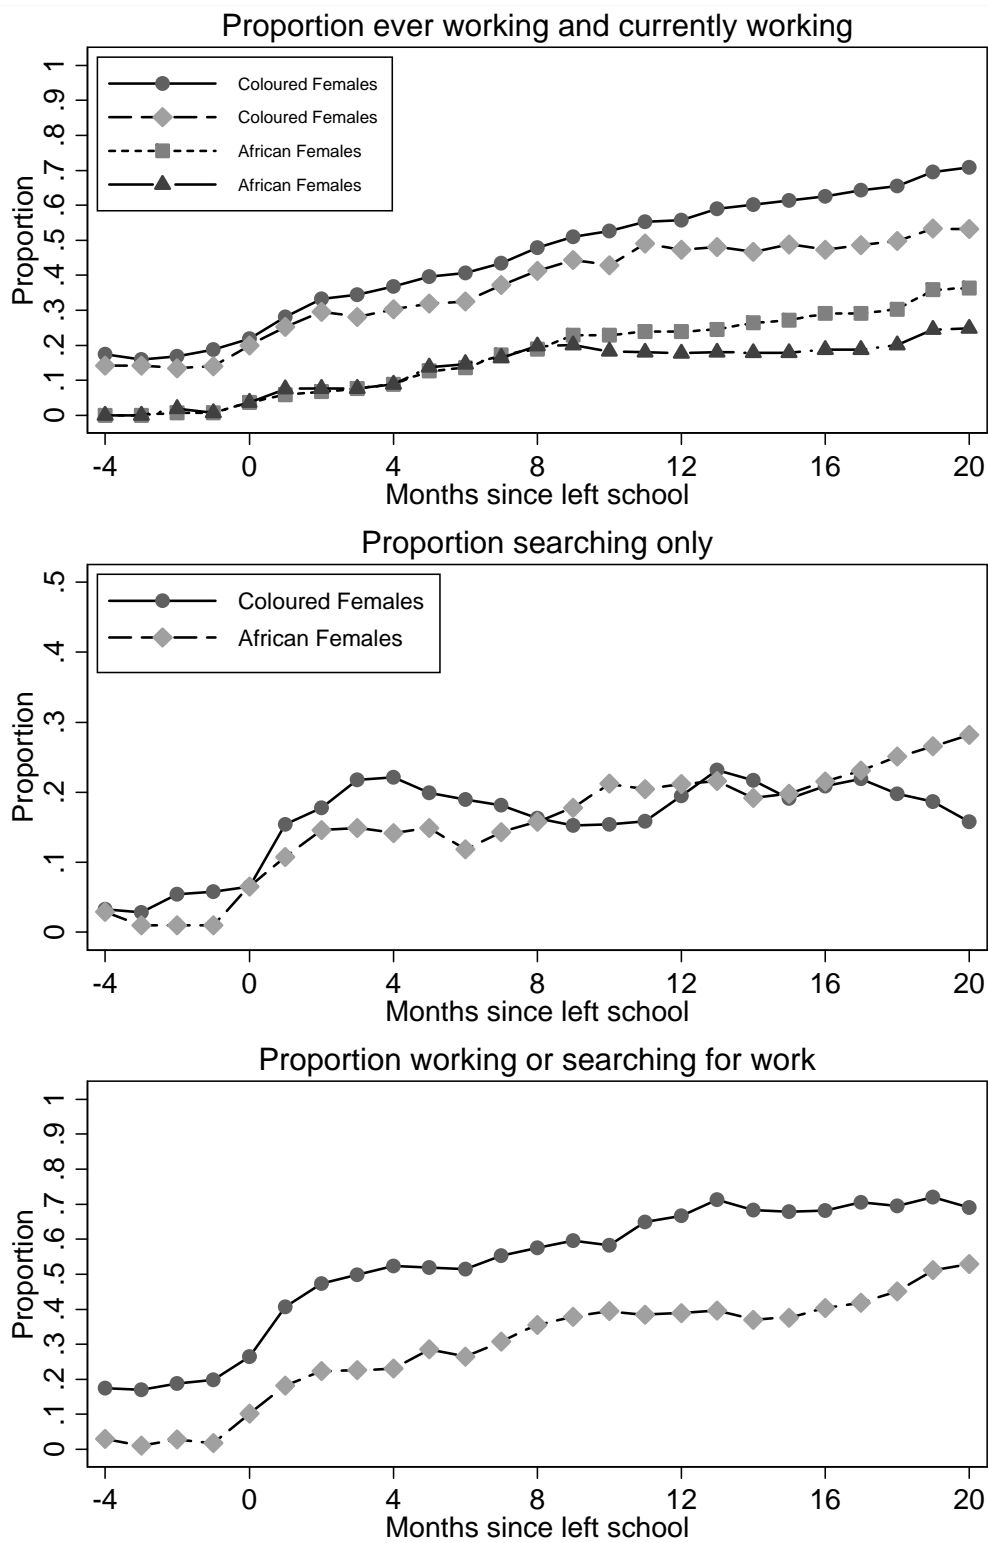 Proportion ever working and currently working
Proportion
1
.9
.8
.7
.6
.5
.4
.3
.2
.1
0
Coloured Females
Coloured Females
African Females
African Females
-4 0 4 8 12 16 20
Months since left school
Proportion searching only
Proportion
.5
.4
.3
.2
.1
0
Coloured Females
African Females
-4 0 4 8 12 16 20
Months since left school
Proportion working or searching for work
Proportion
1
.9
.8
.7
.6
.5
.4
.3
.2
.1
0
-4 0 4 8 12 16 20
Months since left school